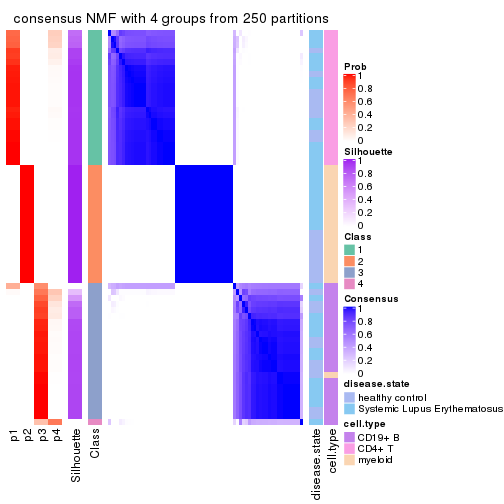 consensus NMF with 4 groups from 250 partitions
Prob
1
0.8
0.6
0.4
0.2
0
Silhouette
1
0.8
0.6
0.4
0.2
0
Class
1
2
3
4
Consensus
1
0.8
0.6
0.4
0.2
0
disease.state
healthy control
Systemic Lupus Erythematosus
cell.type
CD19+ B
CD4+ T
myeloid
p1
p2
p3
p4
Silhouette
Class
disease.state
cell.type